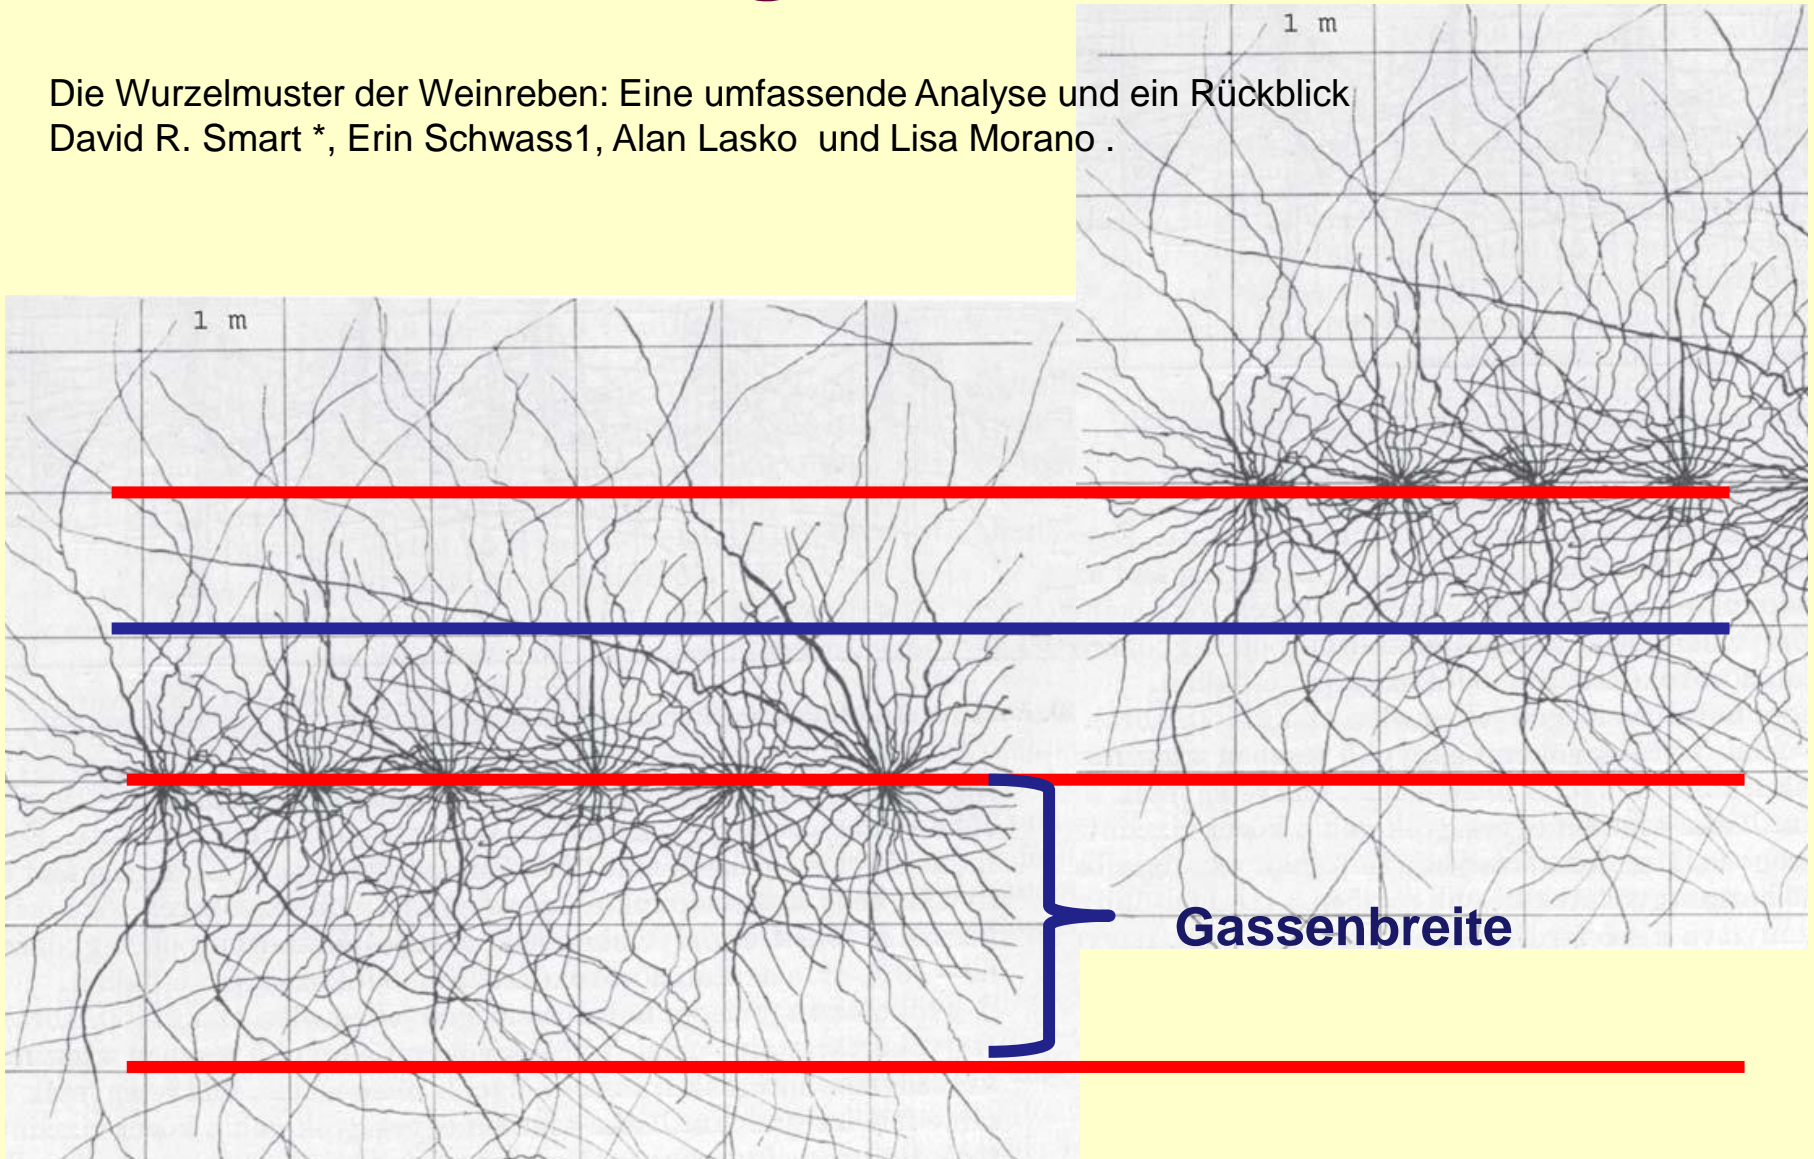 Die Wurzelmuster der Weinreben: Eine umfassende Analyse und ein Rückblick
David R. Smart *, Erin Schwass1, Alan Lasko und Lisa Morano .
1 m
1 m
Gassenbreite